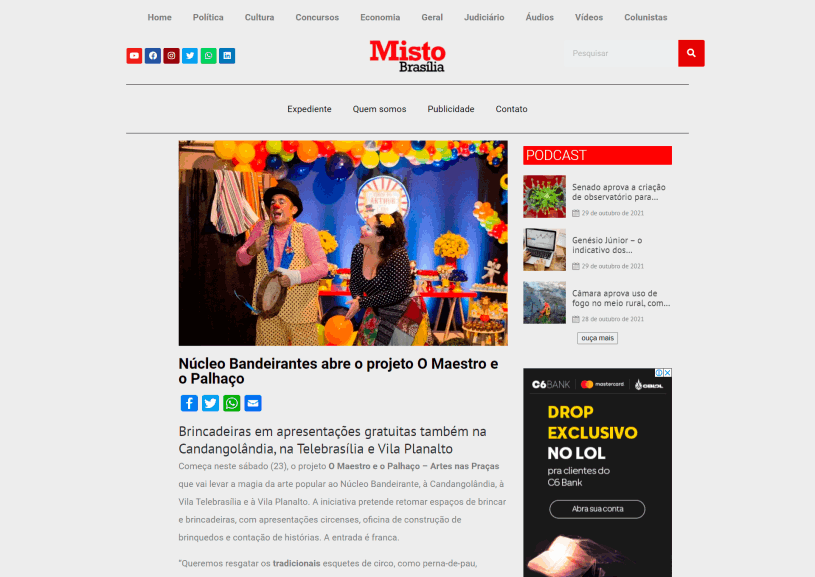 Home Política Cultura Concursos Economia Geral Judiciário Áudios Vídeos Colunistas
Misto
Brasília
Pesquisar
Expediente Quem somos Publicidade Contato
Núcleo Bandeirantes abre o projeto O Maestro e
o Palhaço
Brincadeiras em apresentações gratuitas também na
Candangolândia, na Telebrasília e Vila Planalto
Começa neste sábado (23), o projeto O Maestro e o Palhaço – Artes nas Praças
que vai levar a magia da arte popular ao Núcleo Bandeirante, à Candangolândia, à
Vila Telebrasília e à Vila Planalto. A iniciativa pretende retomar espaços de brincar
e brincadeiras, com apresentações circenses, oficina de construção de
brinquedos e contação de histórias. A entrada é franca.
"Queremos resgatar os tradicionais esquetes de circo, como perna-de-pau,
PODCAST
Senado aprova a criação
de observatório para...
29 de outubro de 2021
Genésio Júnior – o
indicativo dos...
29 de outubro de 2021
Câmara aprova uso de
fogo no meio rural, com...
28 de outubro de 2021
ouça mais
C6BANK mastercard CBLOL
DROP
EXCLUSIVO
NO LOL
pra clientes do
C6 Bank
Abra sua conta